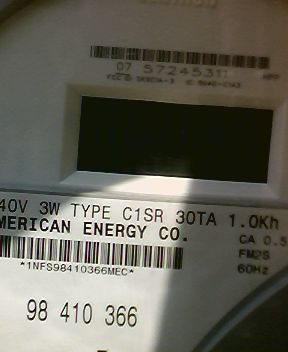 07 57245311
40V 3W TYPE C1SR 30TA 1.0Kh
MERICAN ENERGY CO.
CA 0.5
FM2S
60Hz
*1NFS98410366MEC*
98 410 366